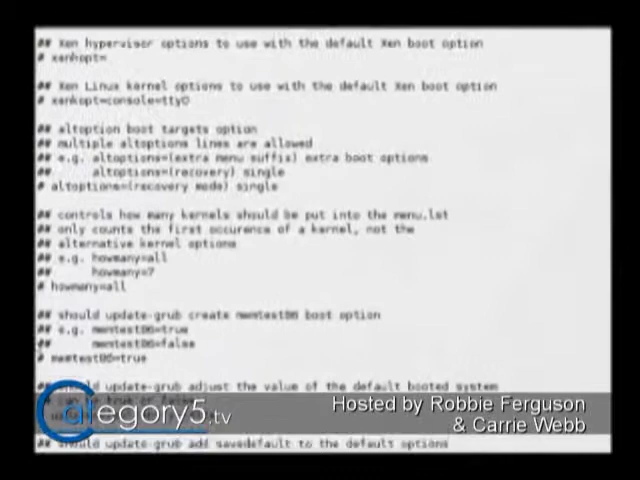 ## Xen hypervisor options to use with the default Xen boot option
# xenhopt=
## Xen Linux kernel options to use with the default Xen boot option
# xenkopt=console=tty0
## altoption boot targets option
## multiple altoptions lines are allowed
## e.g. altoptions=(extra menu suffix) extra boot options
## altoptions=(recovery) single
# altoptions=(recovery mode) single
## controls how many kernels should be put into the menu.lst
## only counts the first occurence of a kernel, not the
## alternative kernel options
## e.g. howmany=all
## howmany=7
# howmany=all
## should update-grub create memtest86 boot option
## e.g. memtest86=true
## memtest86=false
# memtest86=true
## should update-grub adjust the value of the default booted system
## can be true or false
Category5.tv
Hosted by Robbie Ferguson
& Carrie Webb
## should update-grub add savedefault to the default options